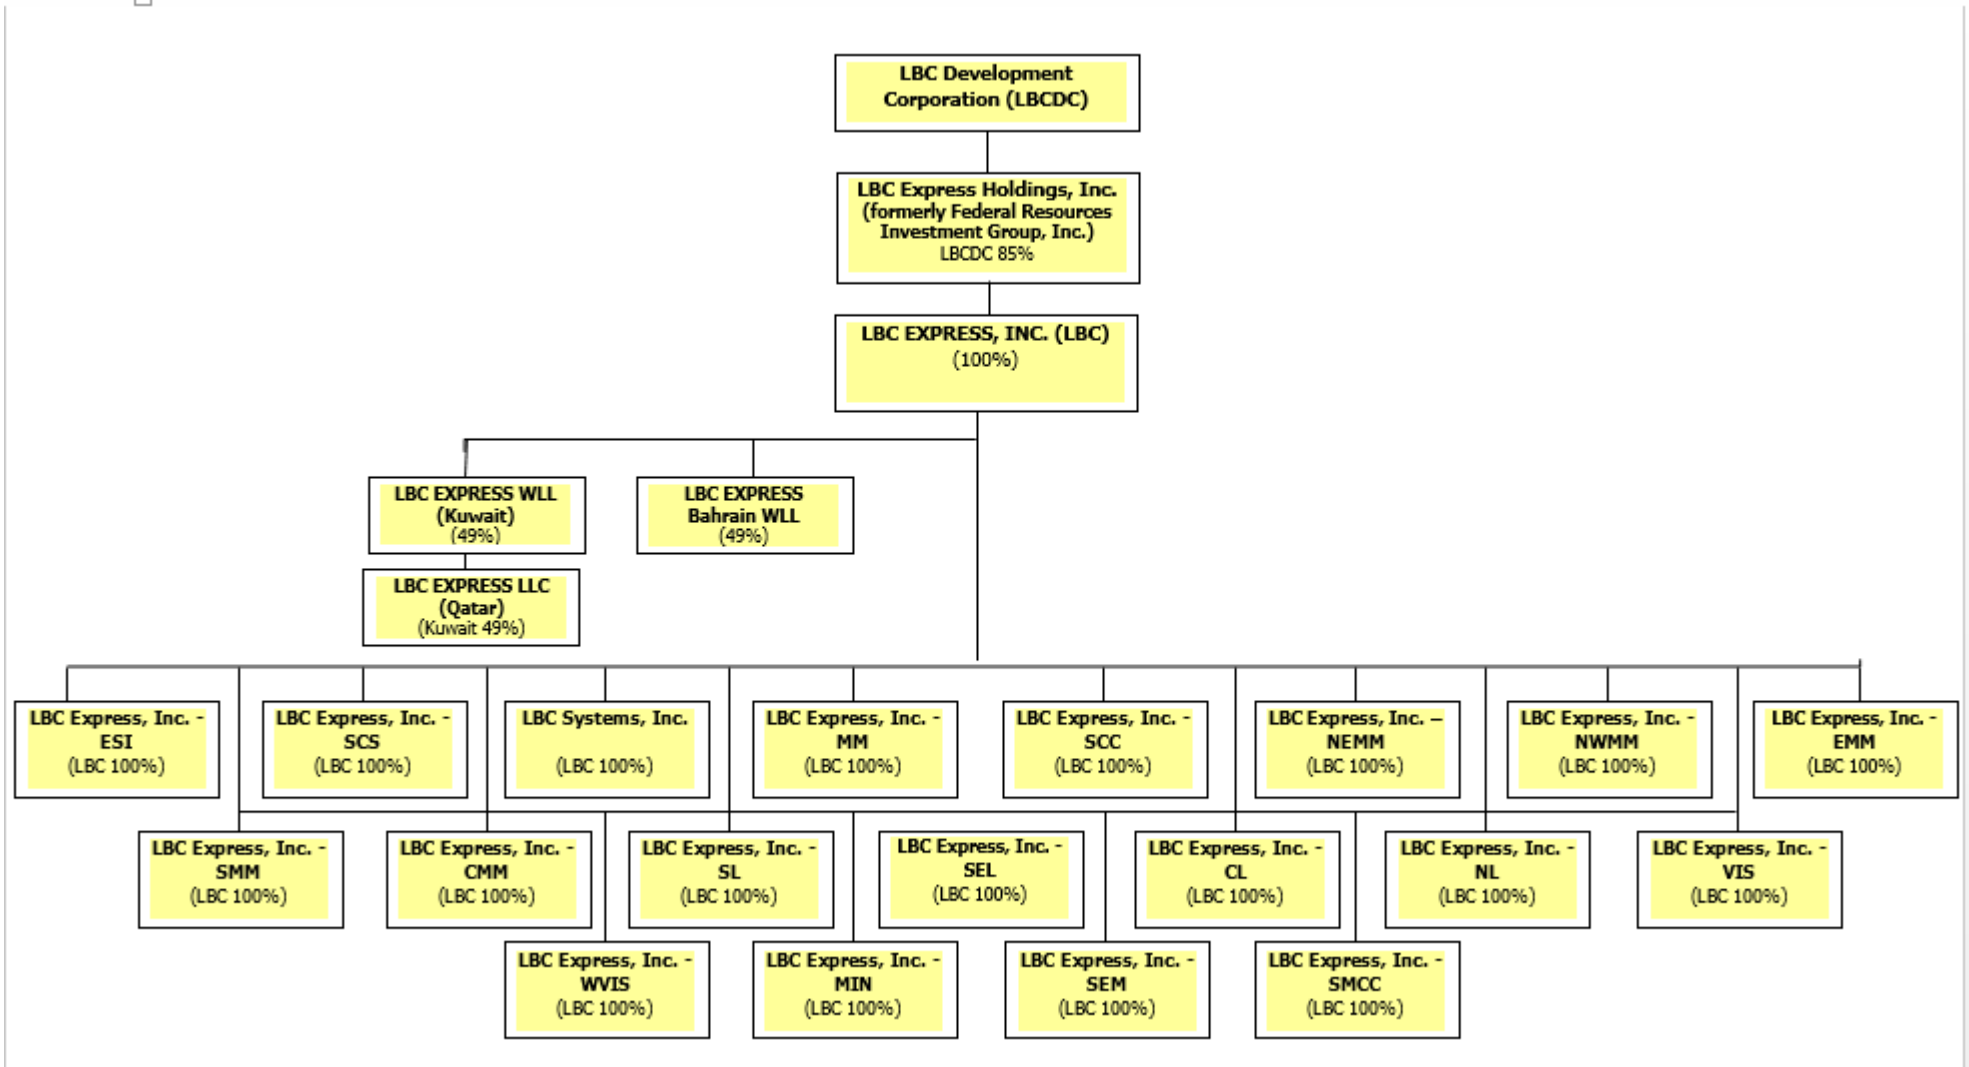 LBC Development
Corporation (LBCDC)
LBC Express Holdings, Inc.
(formerly Federal Resources
Investment Group, Inc.)
LBCDC 85%
LBC EXPRESS, INC. (LBC)
(100%)
LBC EXPRESS WLL
(Kuwait)
(49%)
LBC EXPRESS
Bahrain WLL
(49%)
LBC EXPRESS LLC
(Qatar)
(Kuwait 49%)
LBC Express, Inc. -
ESI
(LBC 100%)
LBC Express, Inc. -
SCS
(LBC 100%)
LBC Systems, Inc.
(LBC 100%)
LBC Express, Inc. -
MM
(LBC 100%)
LBC Express, Inc. -
SCC
(LBC 100%)
LBC Express, Inc. –
NEMM
(LBC 100%)
LBC Express, Inc. -
NWMM
(LBC 100%)
LBC Express, Inc. -
EMM
(LBC 100%)
LBC Express, Inc. -
SMM
(LBC 100%)
LBC Express, Inc. -
CMM
(LBC 100%)
LBC Express, Inc. -
SL
(LBC 100%)
LBC Express, Inc. -
SEL
(LBC 100%)
LBC Express, Inc. -
CL
(LBC 100%)
LBC Express, Inc. -
NL
(LBC 100%)
LBC Express, Inc. -
VIS
(LBC 100%)
LBC Express, Inc. -
WVIS
(LBC 100%)
LBC Express, Inc. -
MIN
(LBC 100%)
LBC Express, Inc. -
SEM
(LBC 100%)
LBC Express, Inc. -
SMCC
(LBC 100%)